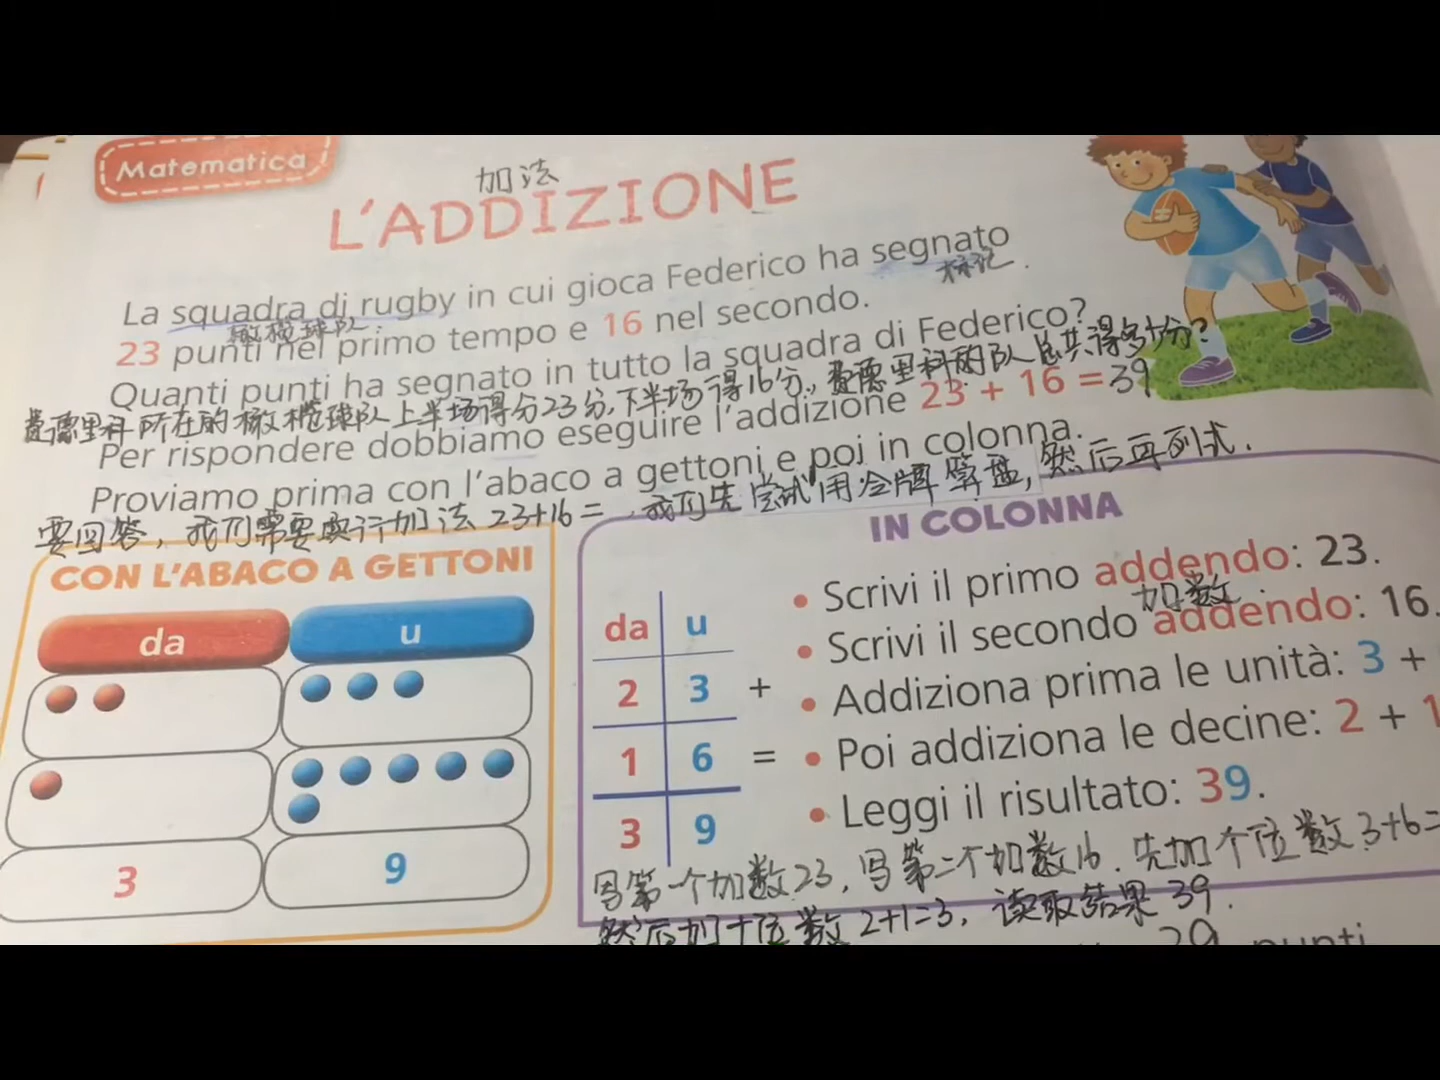 Matematica
加法
L'ADDIZIONE
La squadra di rugby in cui gioca Federico ha segnato
橄榄球队
标记
23 punti nel primo tempo e 16 nel secondo.
Quanti punti ha segnato in tutto la squadra di Federico?
费德里科所在的橄榄球队上半场得分23分,下半场得16分,费德里科的队总共得多少分?
Per rispondere dobbiamo eseguire l'addizione 23 + 16 = 39
Proviamo prima con l'abaco a gettoni e poi in colonna.
要回答,我们需要执行加法 23+16= ,我们先尝试用令牌算盘,然后再列式.
CON L'ABACO A GETTONI
da u
3 9
IN COLONNA
da u
2 3 +
1 6 =
3 9
• Scrivi il primo addendo: 23.
加数
• Scrivi il secondo addendo: 16.
• Addiziona prima le unità: 3 +
• Poi addiziona le decine: 2 + 1
• Leggi il risultato: 39.
写第一个加数23,写第二个加数16.先加个位数3+6=
然后加十位数2+1=3,读取结果39.
39 punti